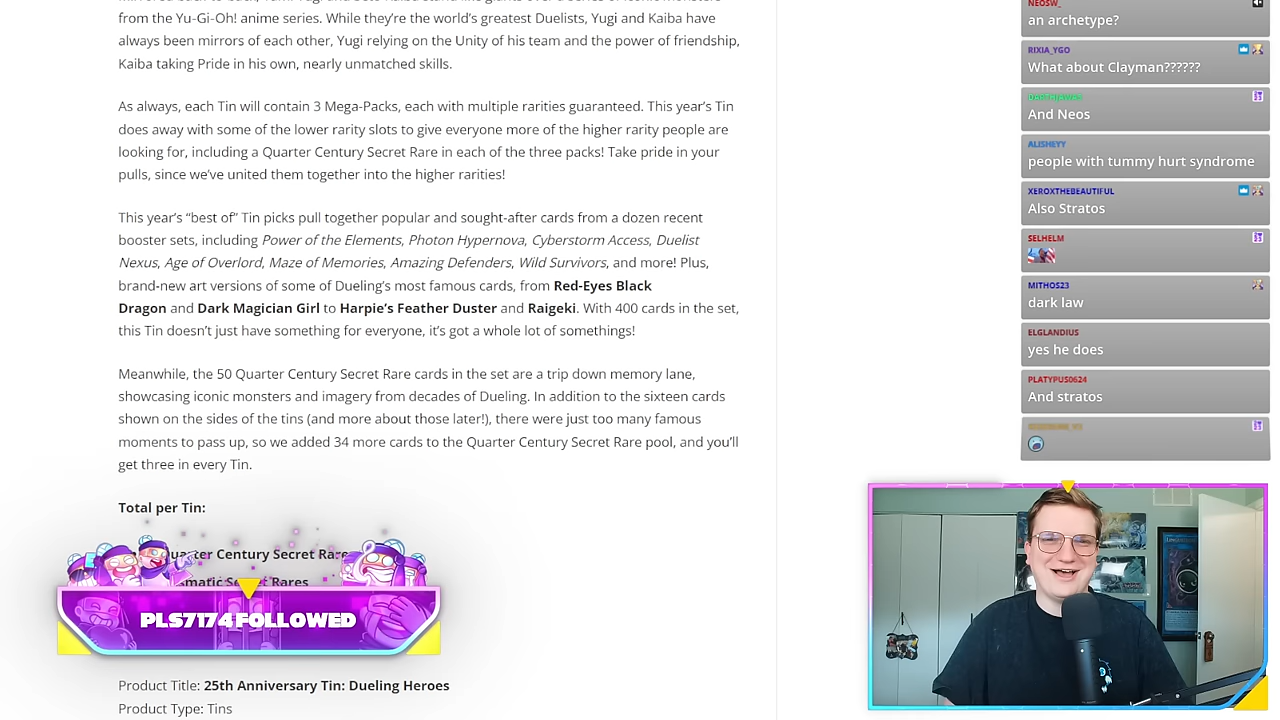 from the Yu-Gi-Oh! anime series. While they're the world's greatest Duelists, Yugi and Kaiba have
always been mirrors of each other, Yugi relying on the Unity of his team and the power of friendship,
Kaiba taking Pride in his own, nearly unmatched skills.
As always, each Tin will contain 3 Mega-Packs, each with multiple rarities guaranteed. This year's Tin
does away with some of the lower rarity slots to give everyone more of the higher rarity people are
looking for, including a Quarter Century Secret Rare in each of the three packs! Take pride in your
pulls, since we've united them together into the higher rarities!
This year's “best of” Tin picks pull together popular and sought-after cards from a dozen recent
booster sets, including Power of the Elements, Photon Hypernova, Cyberstorm Access, Duelist
Nexus, Age of Overlord, Maze of Memories, Amazing Defenders, Wild Survivors, and more! Plus,
brand-new art versions of some of Dueling's most famous cards, from Red-Eyes Black
Dragon and Dark Magician Girl to Harpie's Feather Duster and Raigeki. With 400 cards in the set,
this Tin doesn't just have something for everyone, it's got a whole lot of somethings!
Meanwhile, the 50 Quarter Century Secret Rare cards in the set are a trip down memory lane,
showcasing iconic monsters and imagery from decades of Dueling. In addition to the sixteen cards
shown on the sides of the tins (and more about those later!), there were just too many famous
moments to pass up, so we added 34 more cards to the Quarter Century Secret Rare pool, and you'll
get three in every Tin.
Total per Tin:
Century Secret Rare
Rares
PLS7174 FOLLOWED
Product Title: 25th Anniversary Tin: Dueling Heroes
Product Type: Tins
NEOSW_
an archetype?
RIXIA_YGO
What about Clayman??????
And Neos
ALISHEYY
people with tummy hurt syndrome
XEROXTHEBEAUTIFUL
Also Stratos
SELHELM
MITHOS23
dark law
ELGLANDIUS
yes he does
PLATYPUS0624
And stratos